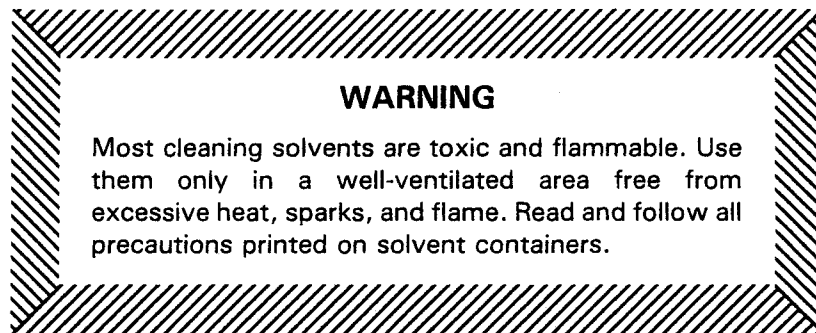 WARNING
Most cleaning solvents are toxic and flammable. Use
them only in a well-ventilated area free from
excessive heat, sparks, and flame. Read and follow all
precautions printed on solvent containers.